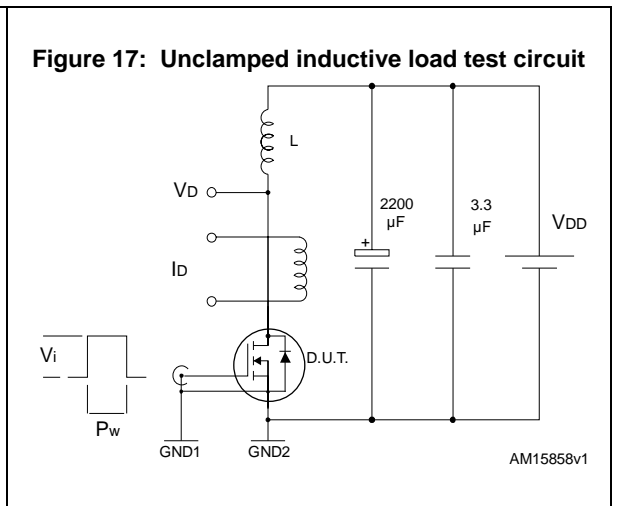 Figure 17: Unclamped inductive load test circuit
L
VD
2200
µF
3.3
µF
VDD
+
ID
Vi
D.U.T.
Pw
GND1
GND2
AM15858v1